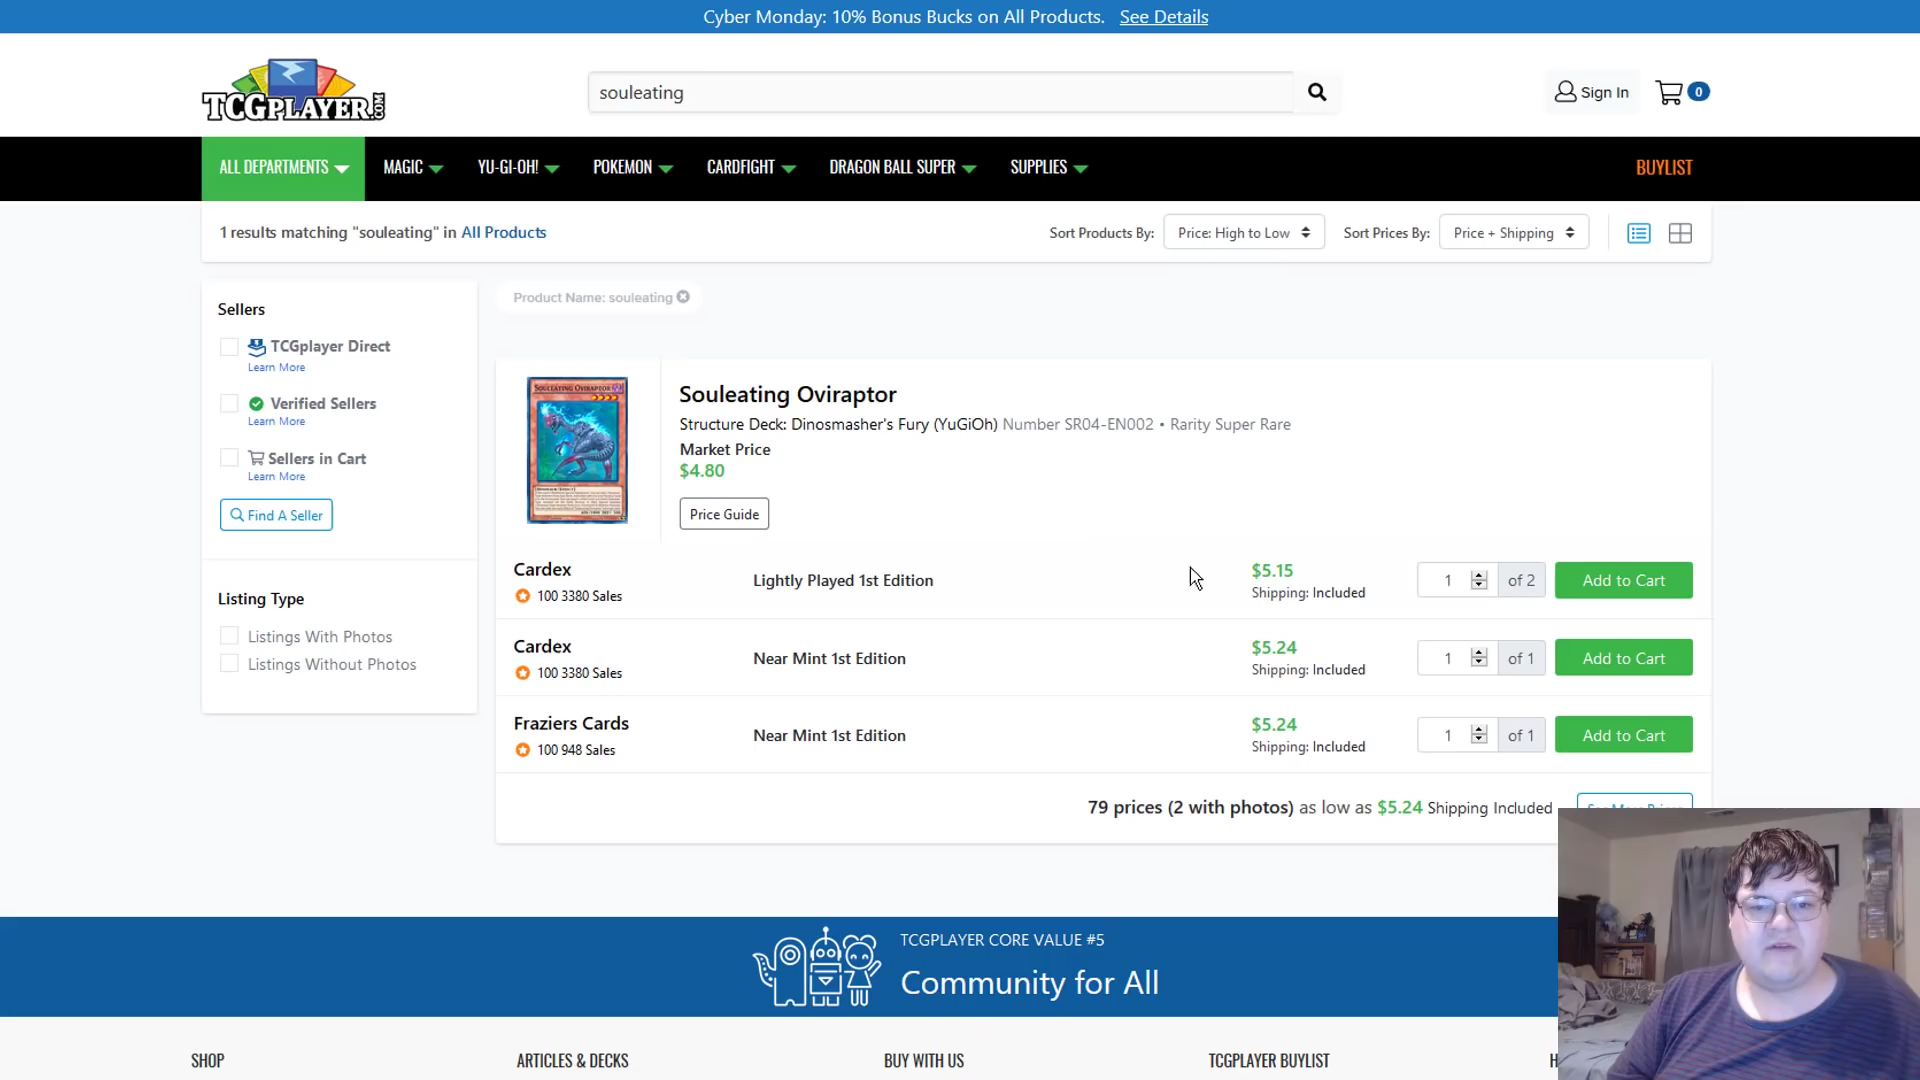 Cyber Monday: 10% Bonus Bucks on All Products. See Details
TCGPLAYER.COM
souleating
Sign In
0
ALL DEPARTMENTS
MAGIC
YU-GI-OH!
POKEMON
CARDFIGHT
DRAGON BALL SUPER
SUPPLIES
BUYLIST
1 results matching "souleating" in All Products
Sort Products By: Price: High to Low
Sort Prices By: Price + Shipping
Sellers
TCGplayer Direct
Learn More
Verified Sellers
Learn More
Sellers in Cart
Learn More
Find A Seller
Listing Type
Listings With Photos
Listings Without Photos
Product Name: souleating
SOULEATING OVIRAPTOR
Souleating Oviraptor
Structure Deck: Dinosmasher's Fury (YuGiOh) Number SR04-EN002 • Rarity Super Rare
Market Price
$4.80
Price Guide
Cardex
100 3380 Sales
Lightly Played 1st Edition
$5.15
Shipping: Included
1 of 2
Add to Cart
Cardex
100 3380 Sales
Near Mint 1st Edition
$5.24
Shipping: Included
1 of 1
Add to Cart
Fraziers Cards
100 948 Sales
Near Mint 1st Edition
$5.24
Shipping: Included
1 of 1
Add to Cart
79 prices (2 with photos) as low as $5.24 Shipping Included
TCGPLAYER CORE VALUE #5
Community for All
SHOP
ARTICLES & DECKS
BUY WITH US
TCGPLAYER BUYLIST